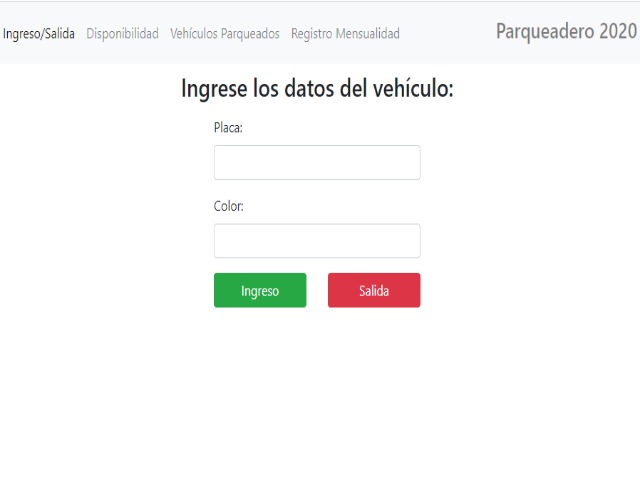 Ingreso/Salida Disponibilidad Vehículos Parqueados Registro Mensualidad Parqueadero 2020
Ingrese los datos del vehículo:
Placa:
Color:
Ingreso Salida